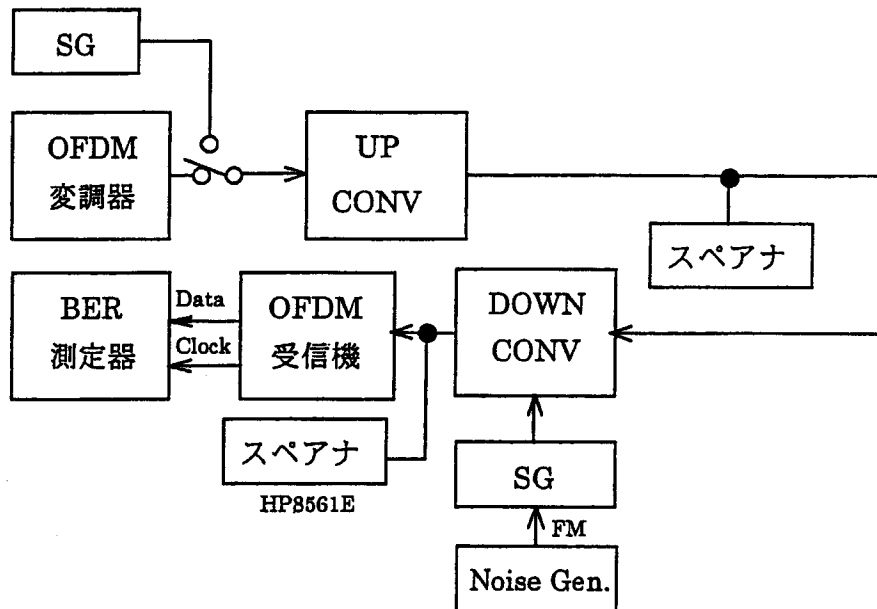 SG
OFDM
変調器
UP
CONV
スペアナ
BER
測定器
Data
Clock
OFDM
受信機
DOWN
CONV
スペアナ
HP8561E
SG
FM
Noise Gen.